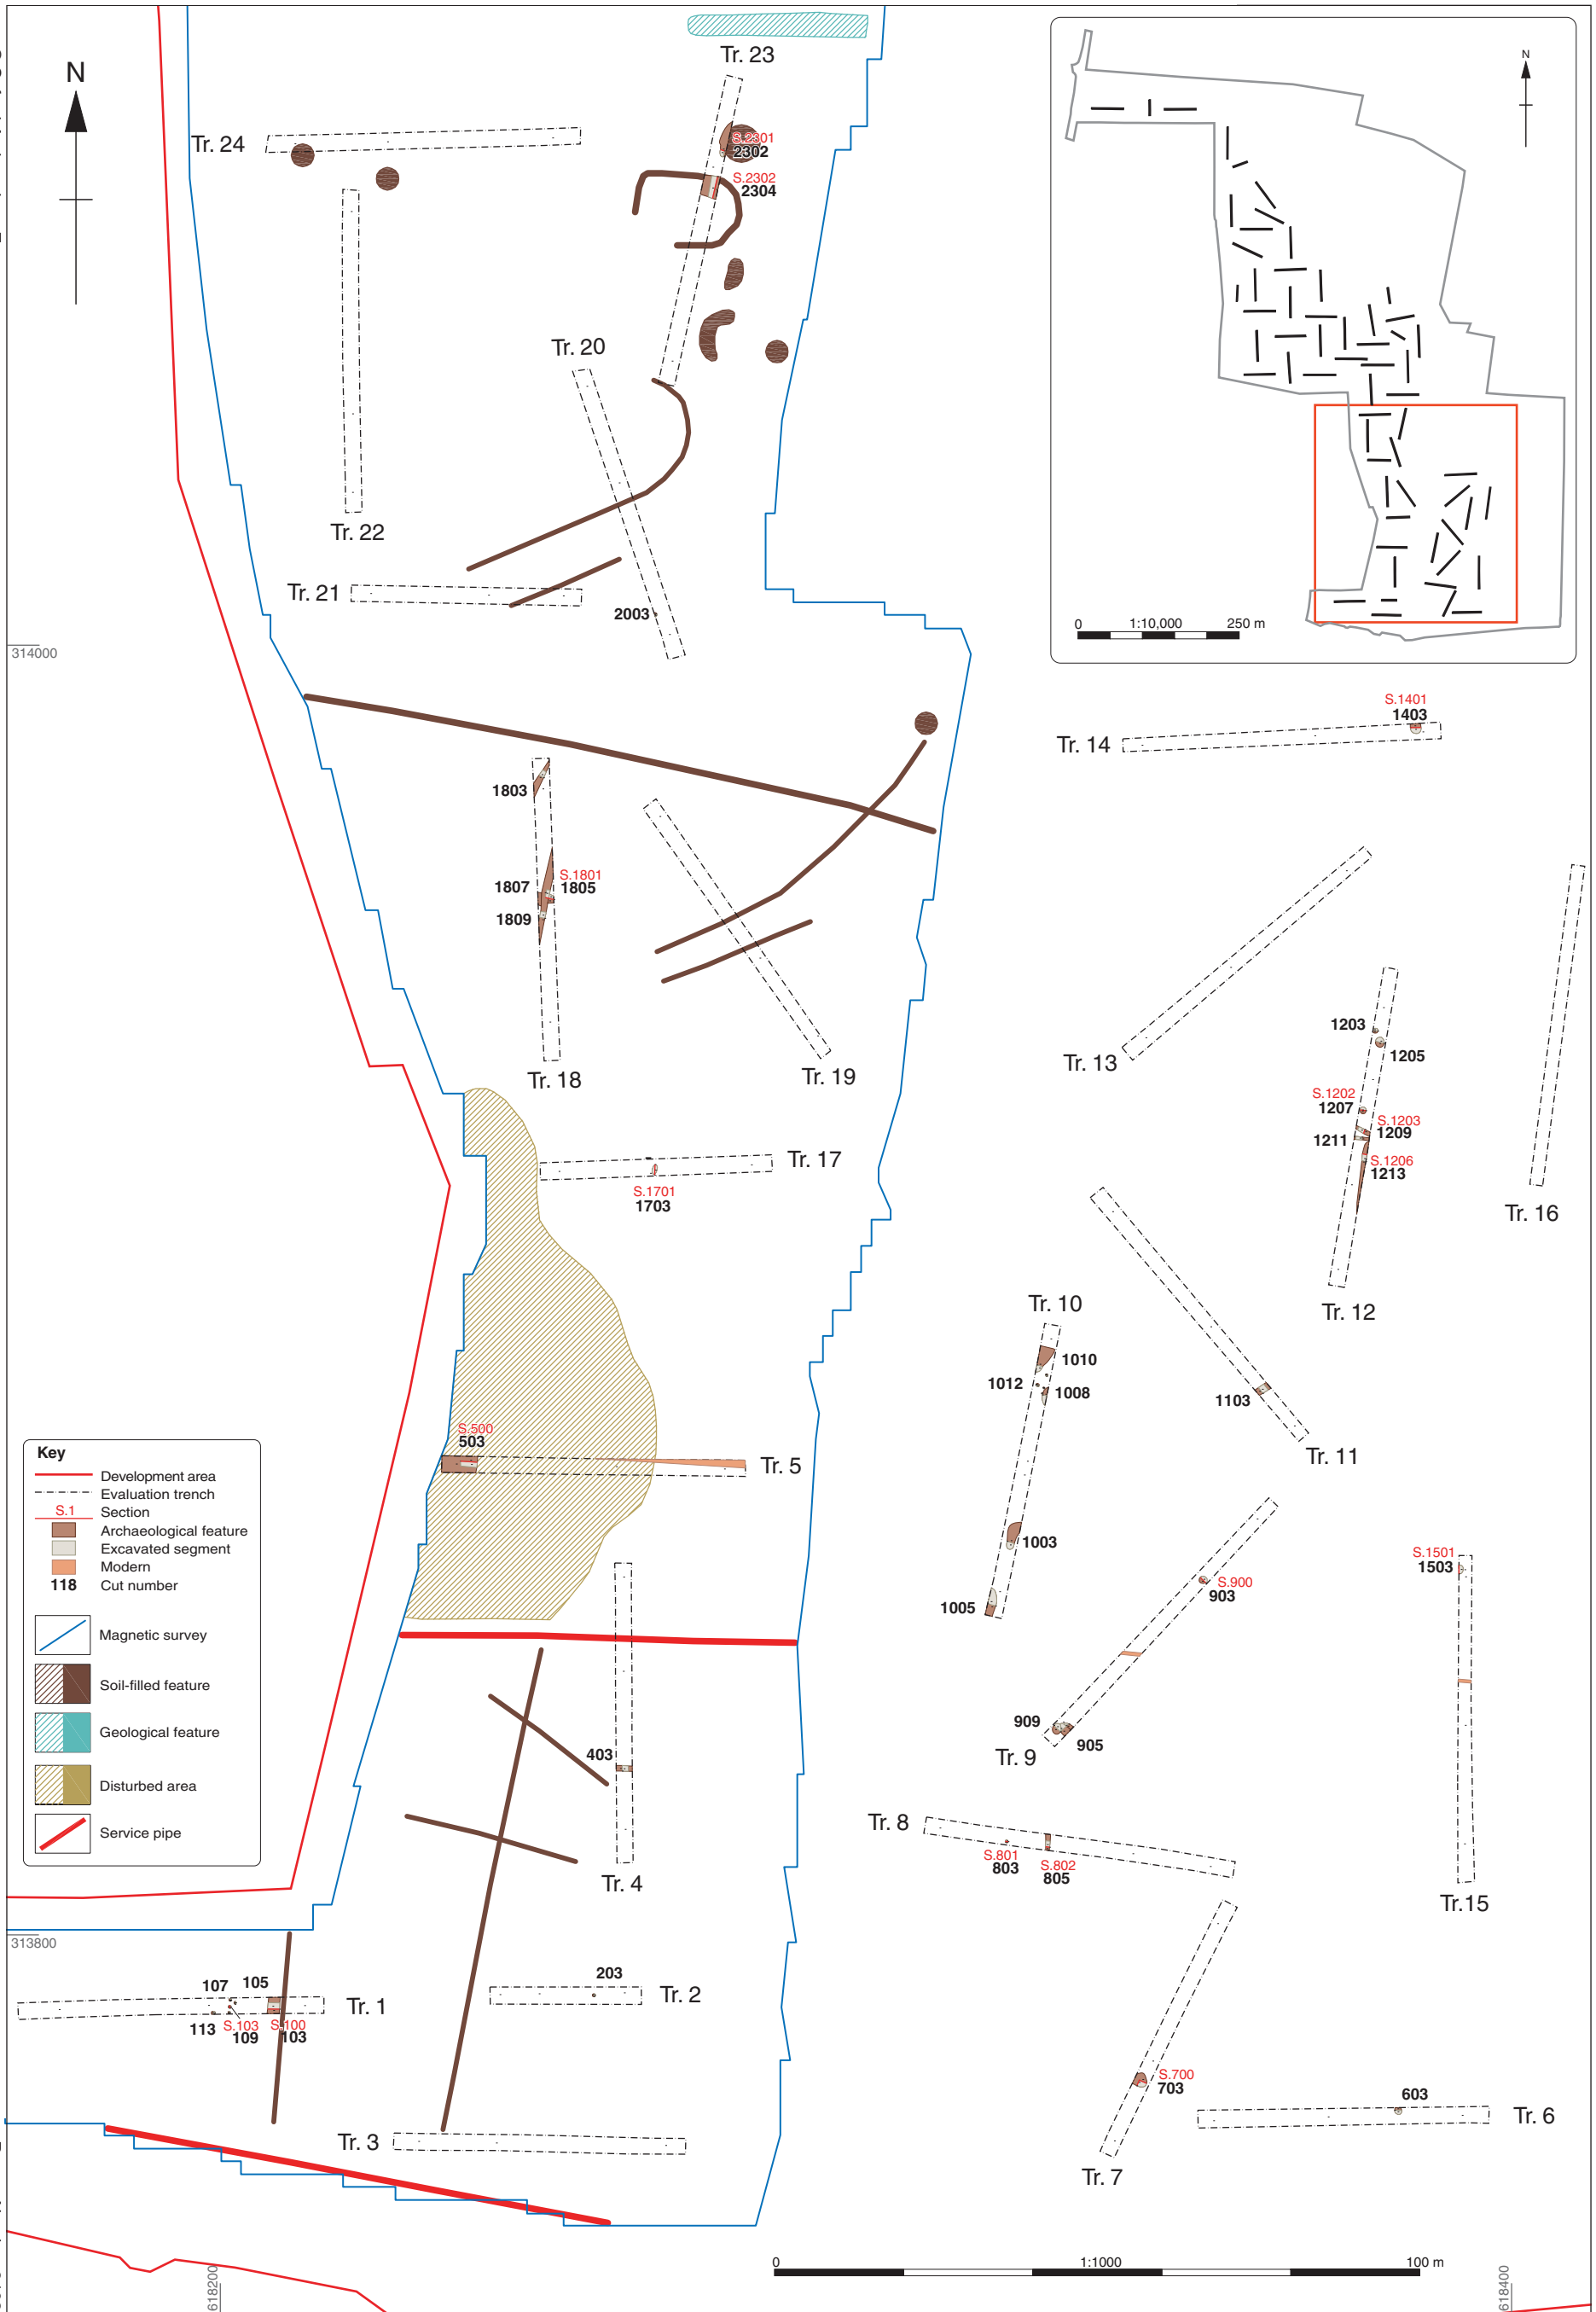 Tr. 23
N
N
Tr. 24
S.2301
2302
S.2302
2304
Tr. 20
Tr. 22
Tr. 21
2003
0 1:10,000 250 m
314000
S.1401
1403
Tr. 14
1803
S.1801
1807 1805
1809
1203
1205
Tr. 13
Tr. 18
Tr. 19
S.1202
1207
S.1203
1209
1211
S.1206
1213
Tr. 17
S.1701
1703
Tr. 16
Tr. 10
Tr. 12
1010
1012
1008
1103
S.500
503
Tr. 5
Tr. 11
Key
Development area
Evaluation trench
S.1 Section
Archaeological feature
Excavated segment
Modern
118 Cut number
Magnetic survey
Soil-filled feature
Geological feature
Disturbed area
Service pipe
1003
1005
S.900
903
S.1501
1503
909
905
Tr. 9
403
Tr. 8
S.801
803
S.802
805
Tr. 4
Tr.15
313800
107 105
203
Tr. 2
Tr. 1
113 S.103 S.100
109 103
S.700
703
603
Tr. 6
Tr. 3
Tr. 7
0 1:1000 100 m
618200
618400